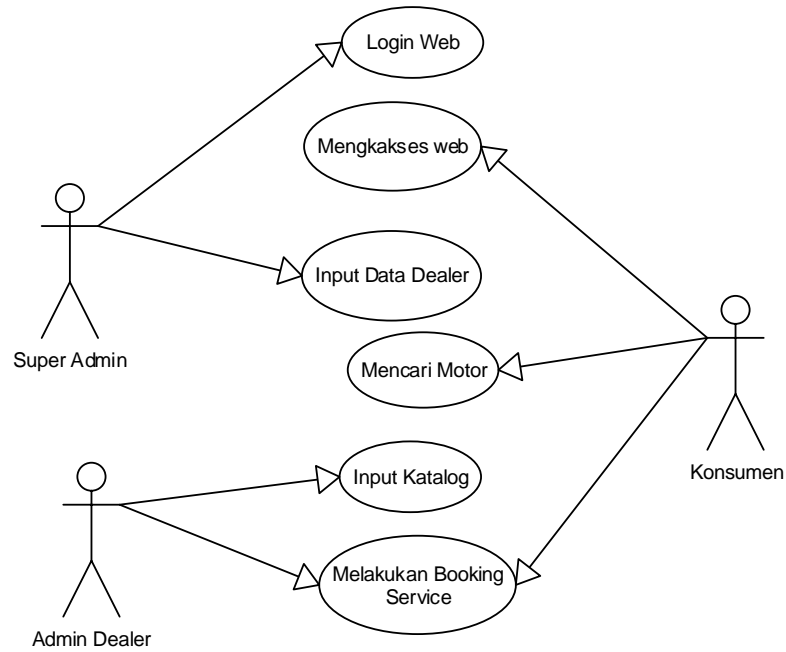 Login Web
Mengkakses web
Input Data Dealer
Super Admin
Mencari Motor
Konsumen
Input Katalog
Melakukan Booking
Service
Admin Dealer